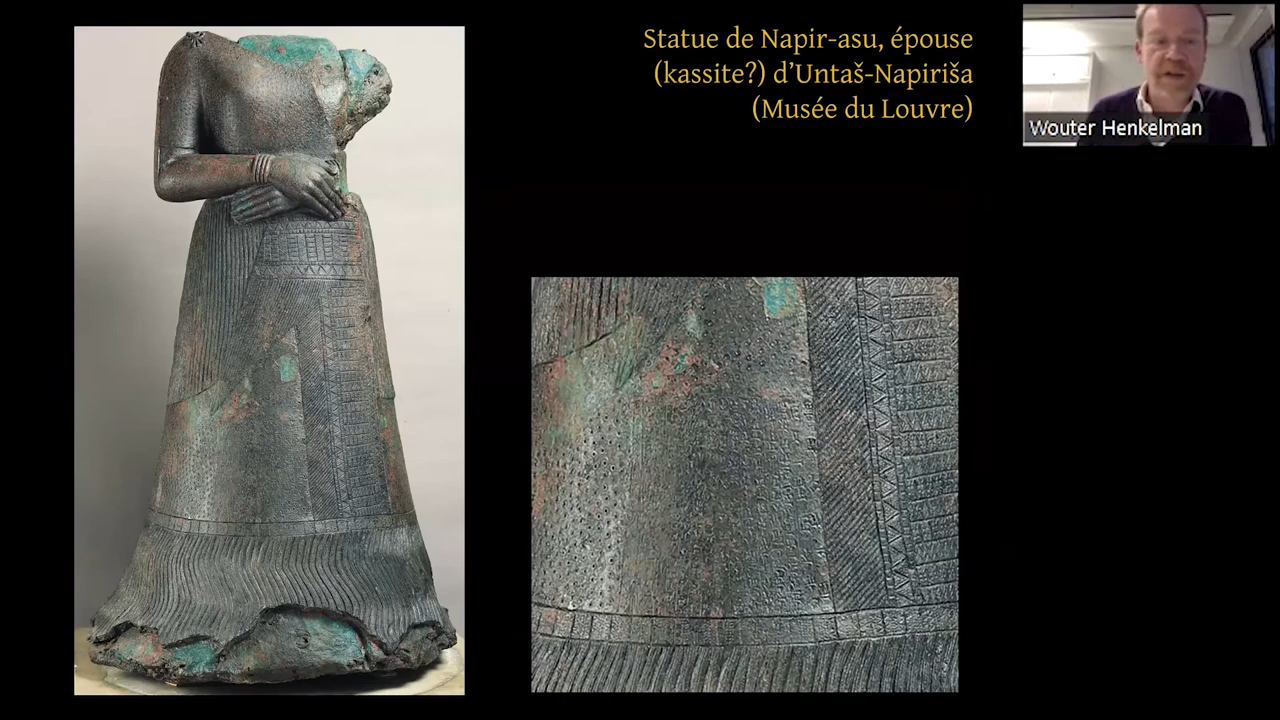 Statue de Napir-asu, épouse
(kassite?) d’Untaš-Napiriša
(Musée du Louvre)
Wouter Henkelman